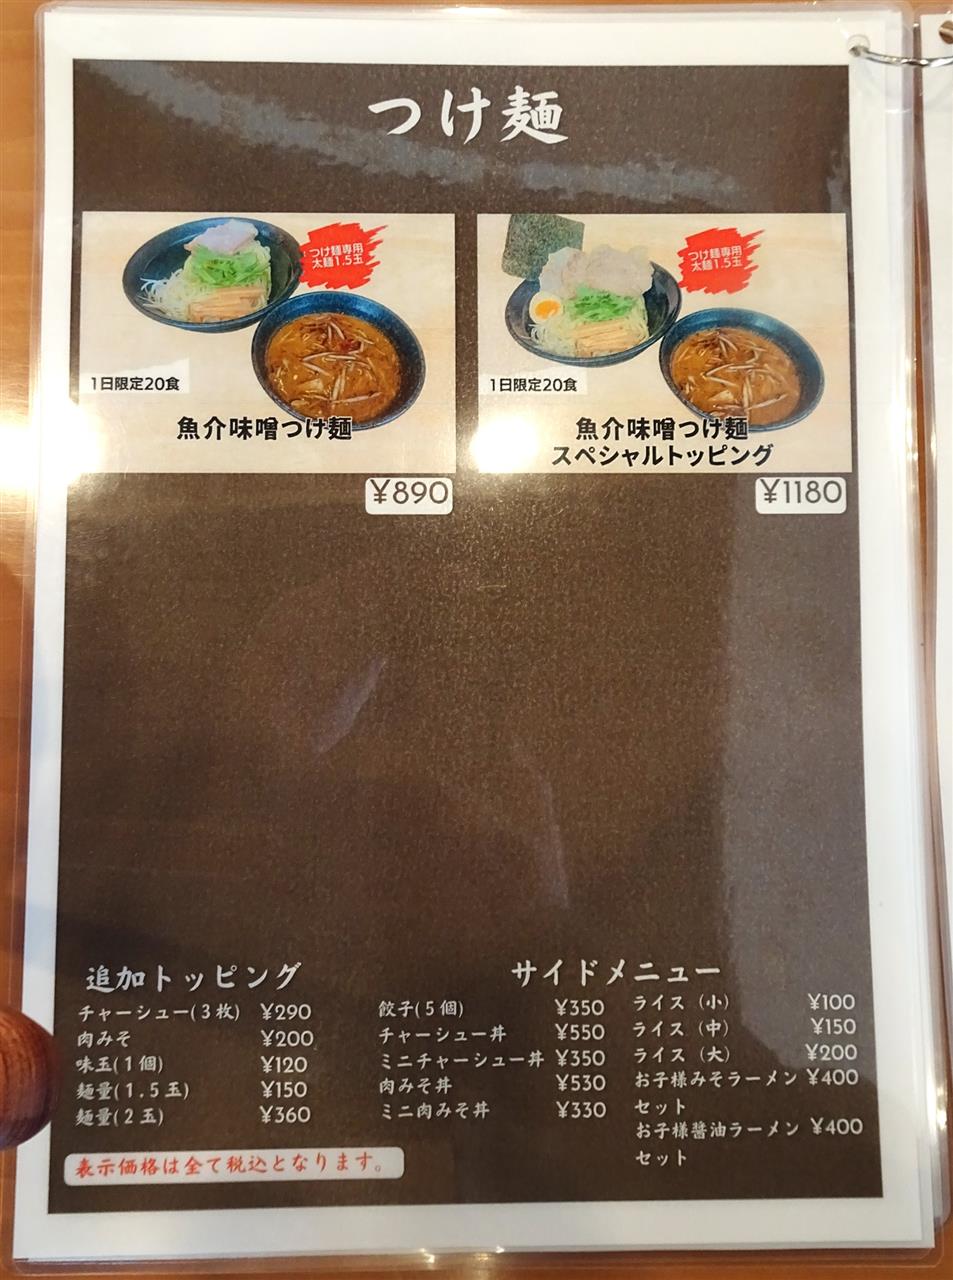 つけ麺
つけ麺専用
太麺1.5玉
1日限定20食
魚介味噌つけ麺
¥890
つけ麺専用
太麺1.5玉
1日限定20食
魚介味噌つけ麺
スペシャルトッピング
¥1180
追加トッピング
チャーシュー(3枚) ¥290
肉みそ ¥200
味玉(1個) ¥120
麺量(1.5玉) ¥150
麺量(2玉) ¥360
サイドメニュー
餃子(5個) ¥350
チャーシュー丼 ¥550
ミニチャーシュー丼 ¥350
肉みそ丼 ¥530
ミニ肉みそ丼 ¥330
ライス（小） ¥100
ライス（中） ¥150
ライス（大） ¥200
お子様みそラーメン ¥400
セット
お子様醤油ラーメン ¥400
セット
表示価格は全て税込となります。